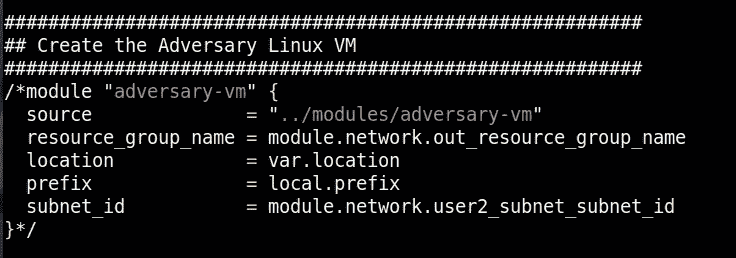 ##########################################################
## Create the Adversary Linux VM
##########################################################
/*module "adversary-vm" {
  source              = "../modules/adversary-vm"
  resource_group_name = module.network.out_resource_group_name
  location            = var.location
  prefix              = local.prefix
  subnet_id           = module.network.user2_subnet_subnet_id
}*/